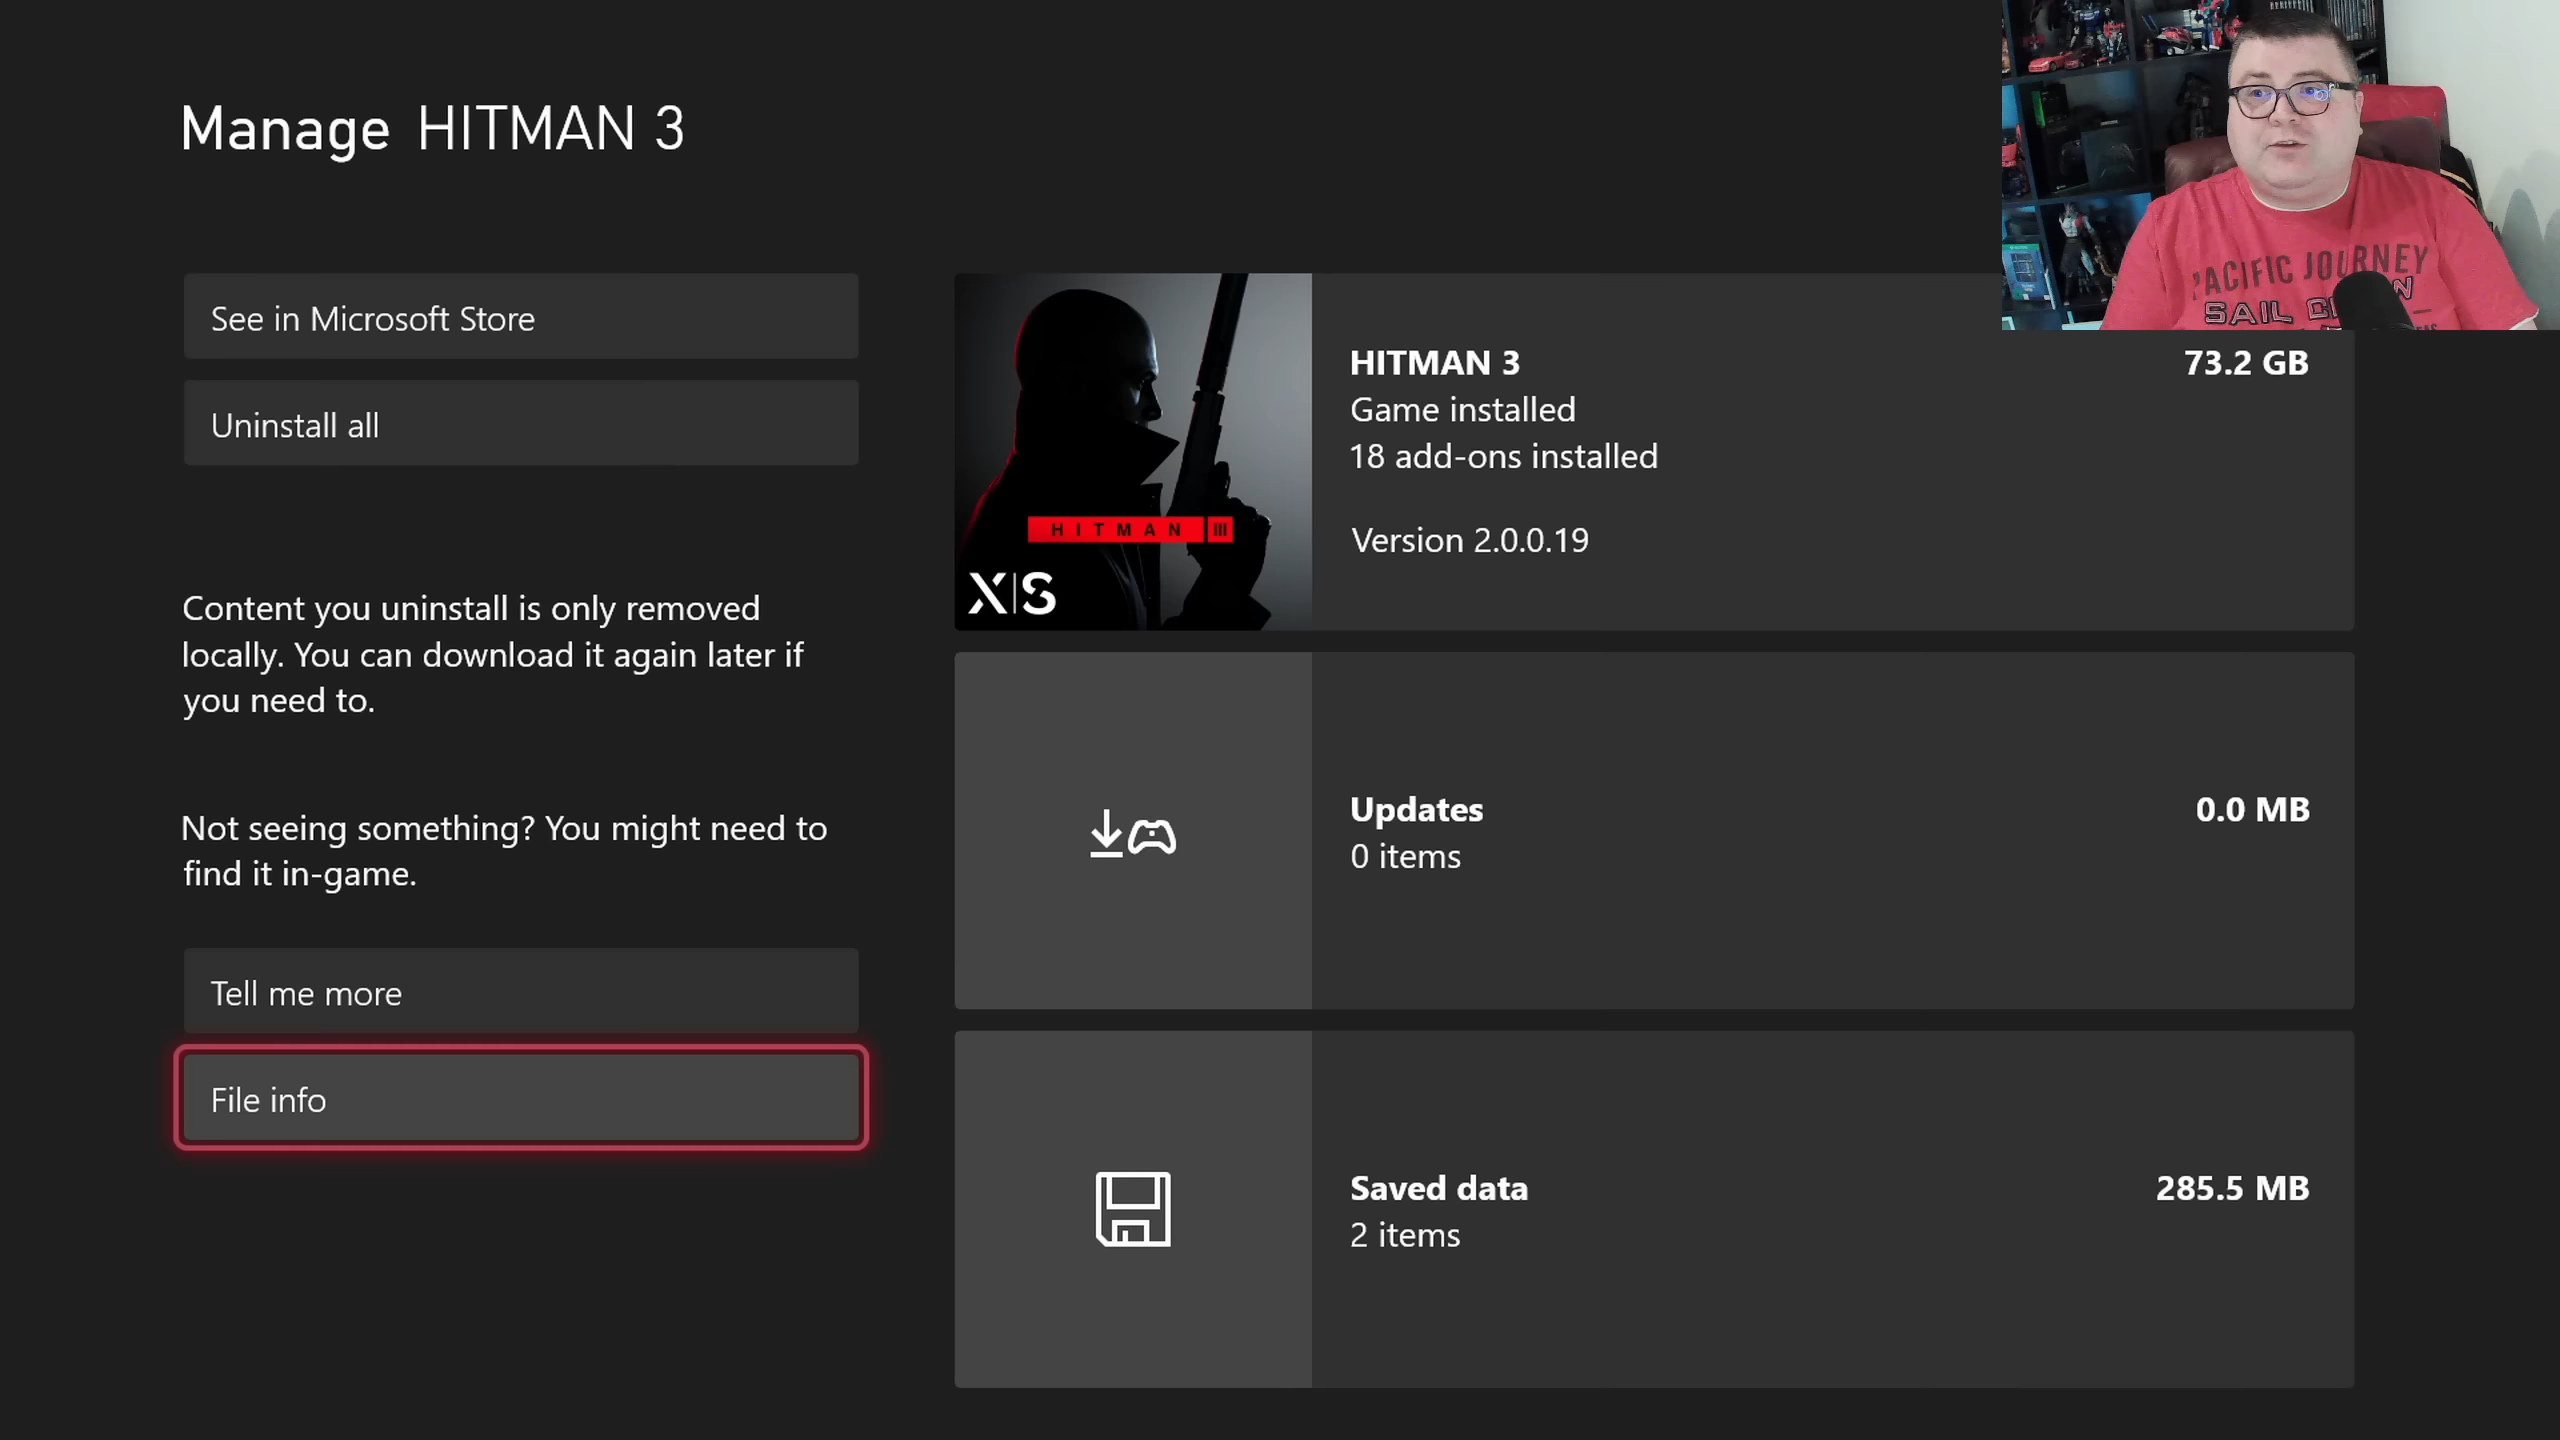 Manage HITMAN 3
See in Microsoft Store
Uninstall all
Content you uninstall is only removed
locally. You can download it again later if
you need to.
Not seeing something? You might need to
find it in-game.
Tell me more
File info
HITMAN III
X|S
HITMAN 3
73.2 GB
Game installed
18 add-ons installed
Version 2.0.0.19
Updates
0.0 MB
0 items
Saved data
285.5 MB
2 items
PACIFIC JOURNEY
SAIL